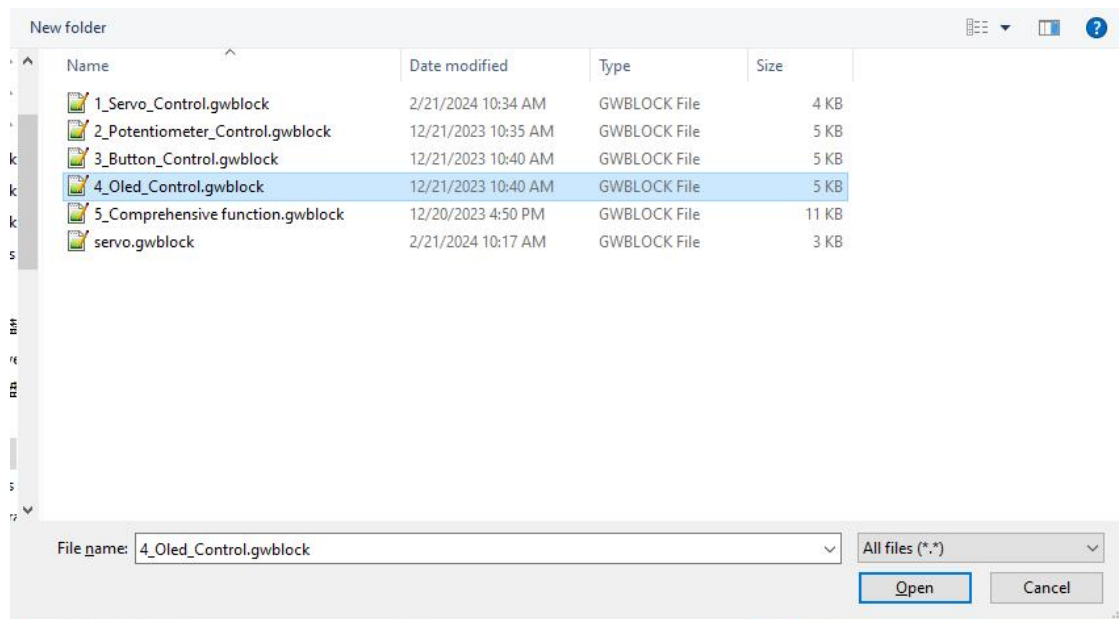 New folder
Name Date modified Type Size
1_Servo_Control.gwblock 2/21/2024 10:34 AM GWBLOCK File 4 KB
2_Potentiometer_Control.gwblock 12/21/2023 10:35 AM GWBLOCK File 5 KB
3_Button_Control.gwblock 12/21/2023 10:40 AM GWBLOCK File 5 KB
4_Oled_Control.gwblock 12/21/2023 10:40 AM GWBLOCK File 5 KB
5_Comprehensive function.gwblock 12/20/2023 4:50 PM GWBLOCK File 11 KB
servo.gwblock 2/21/2024 10:17 AM GWBLOCK File 3 KB
File name: 4_Oled_Control.gwblock All files (*.*)
Open Cancel